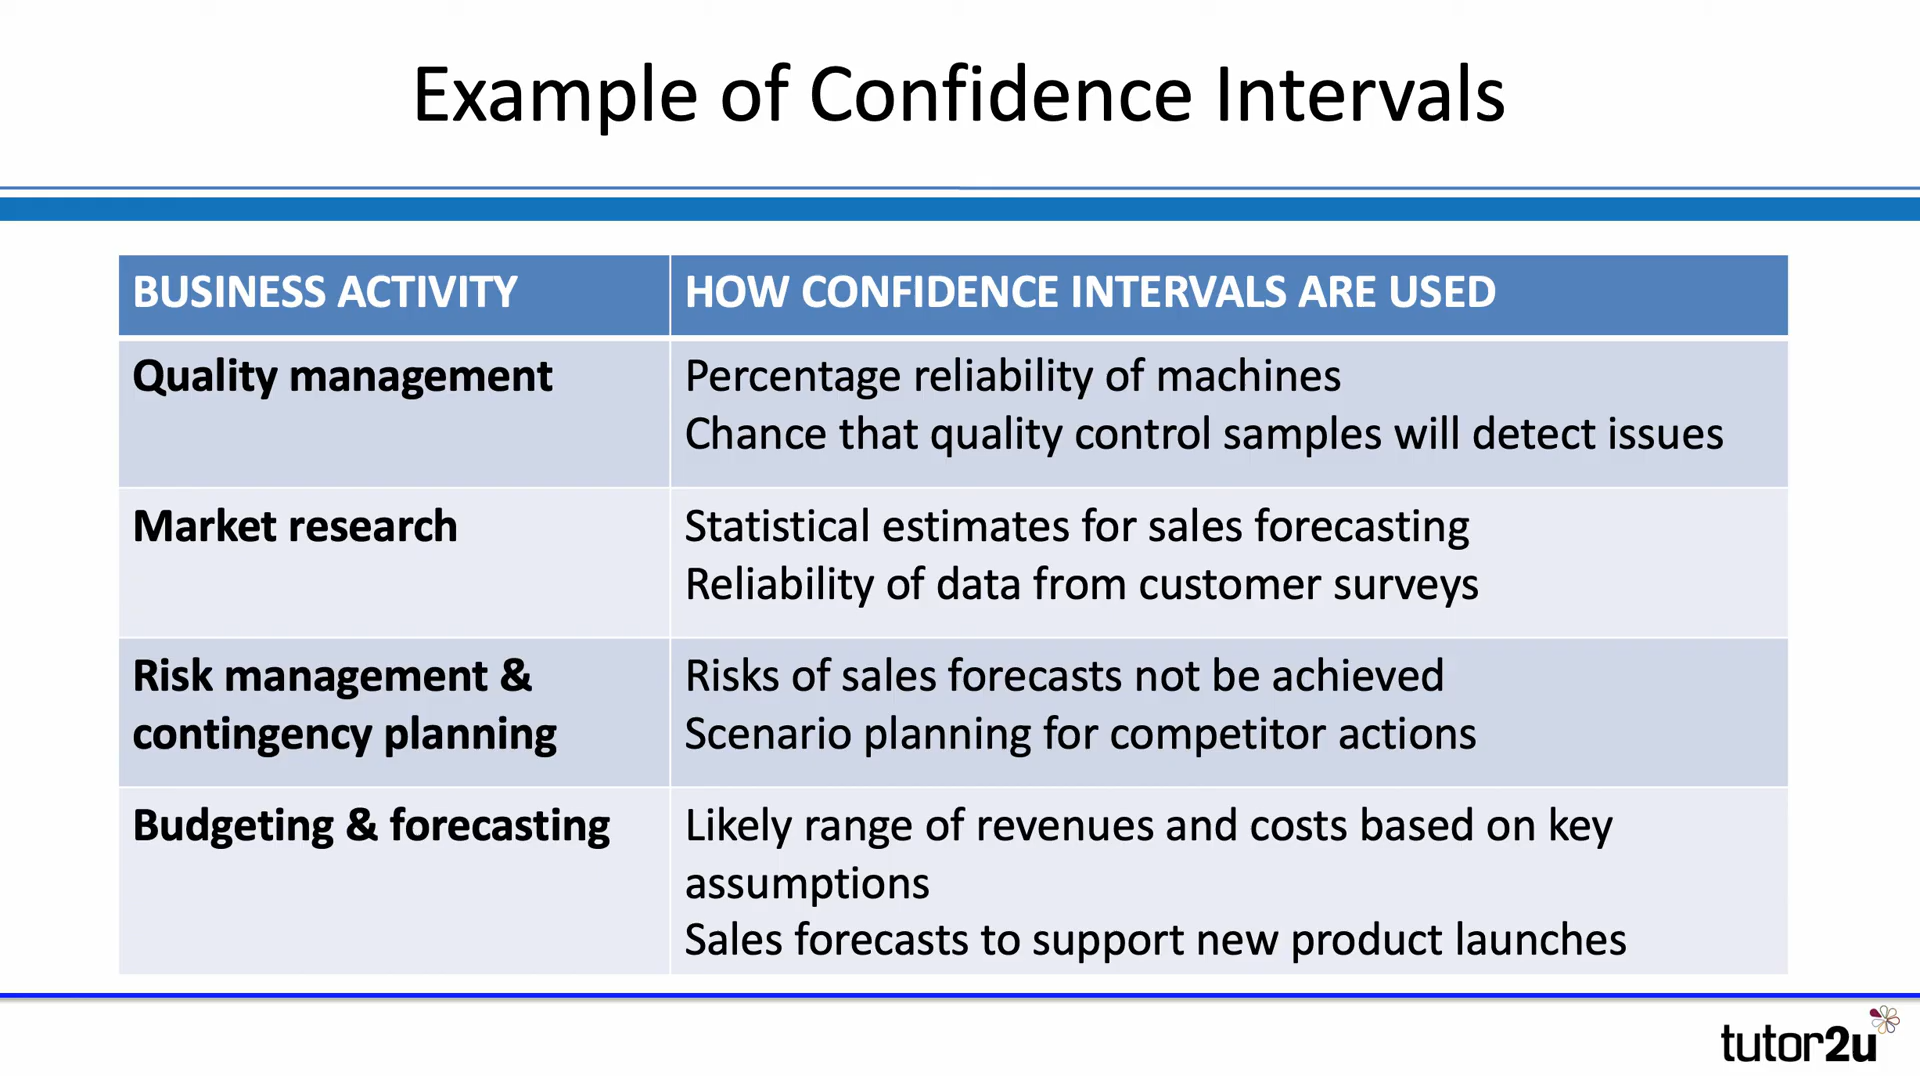 Example of Confidence Intervals
BUSINESS ACTIVITY
HOW CONFIDENCE INTERVALS ARE USED
Quality management
Percentage reliability of machines
Chance that quality control samples will detect issues
Market research
Statistical estimates for sales forecasting
Reliability of data from customer surveys
Risk management &
contingency planning
Risks of sales forecasts not be achieved
Scenario planning for competitor actions
Budgeting & forecasting
Likely range of revenues and costs based on key
assumptions
Sales forecasts to support new product launches
tutor2u